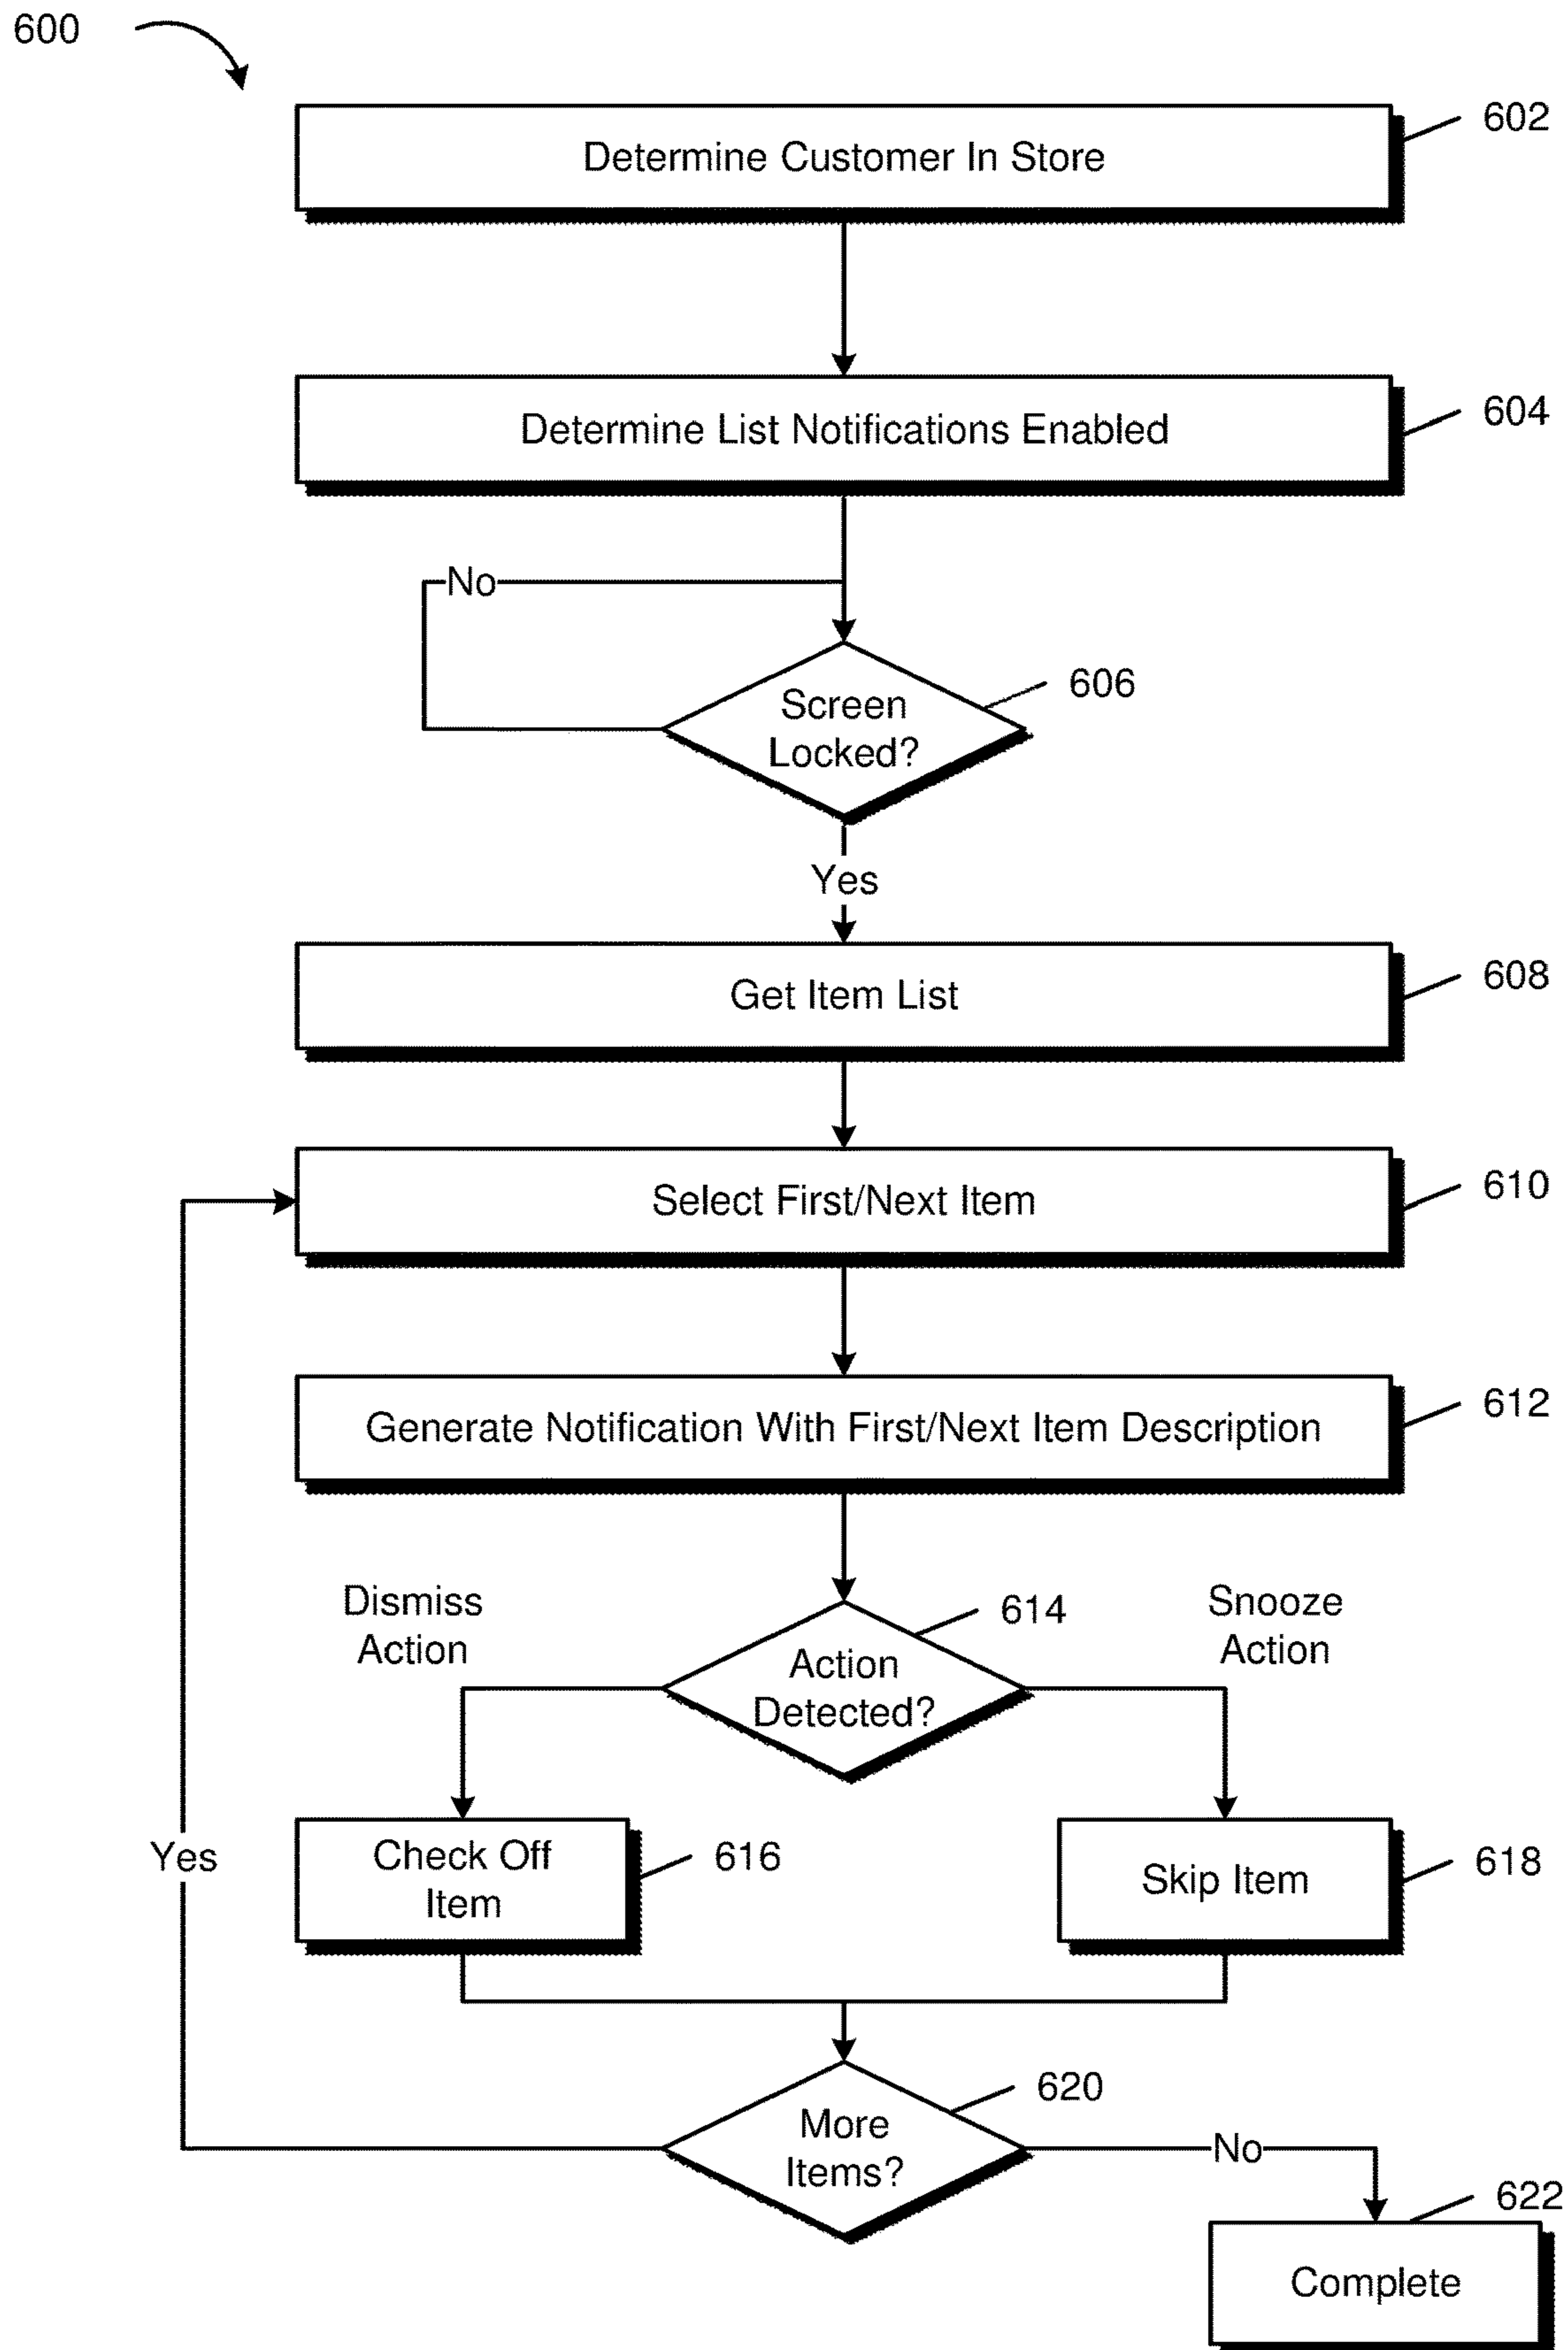 600
602
Determine Customer In Store
604
Determine List Notifications Enabled
No
606
Screen
Locked?
Yes
608
Get Item List
610
Select First/Next Item
612
Generate Notification With First/Next Item Description
Dismiss
Action
614
Snooze
Action
Action
Detected?
Yes
Check Off
Item
616
Skip Item
618
620
More
Items?
No
622
Complete